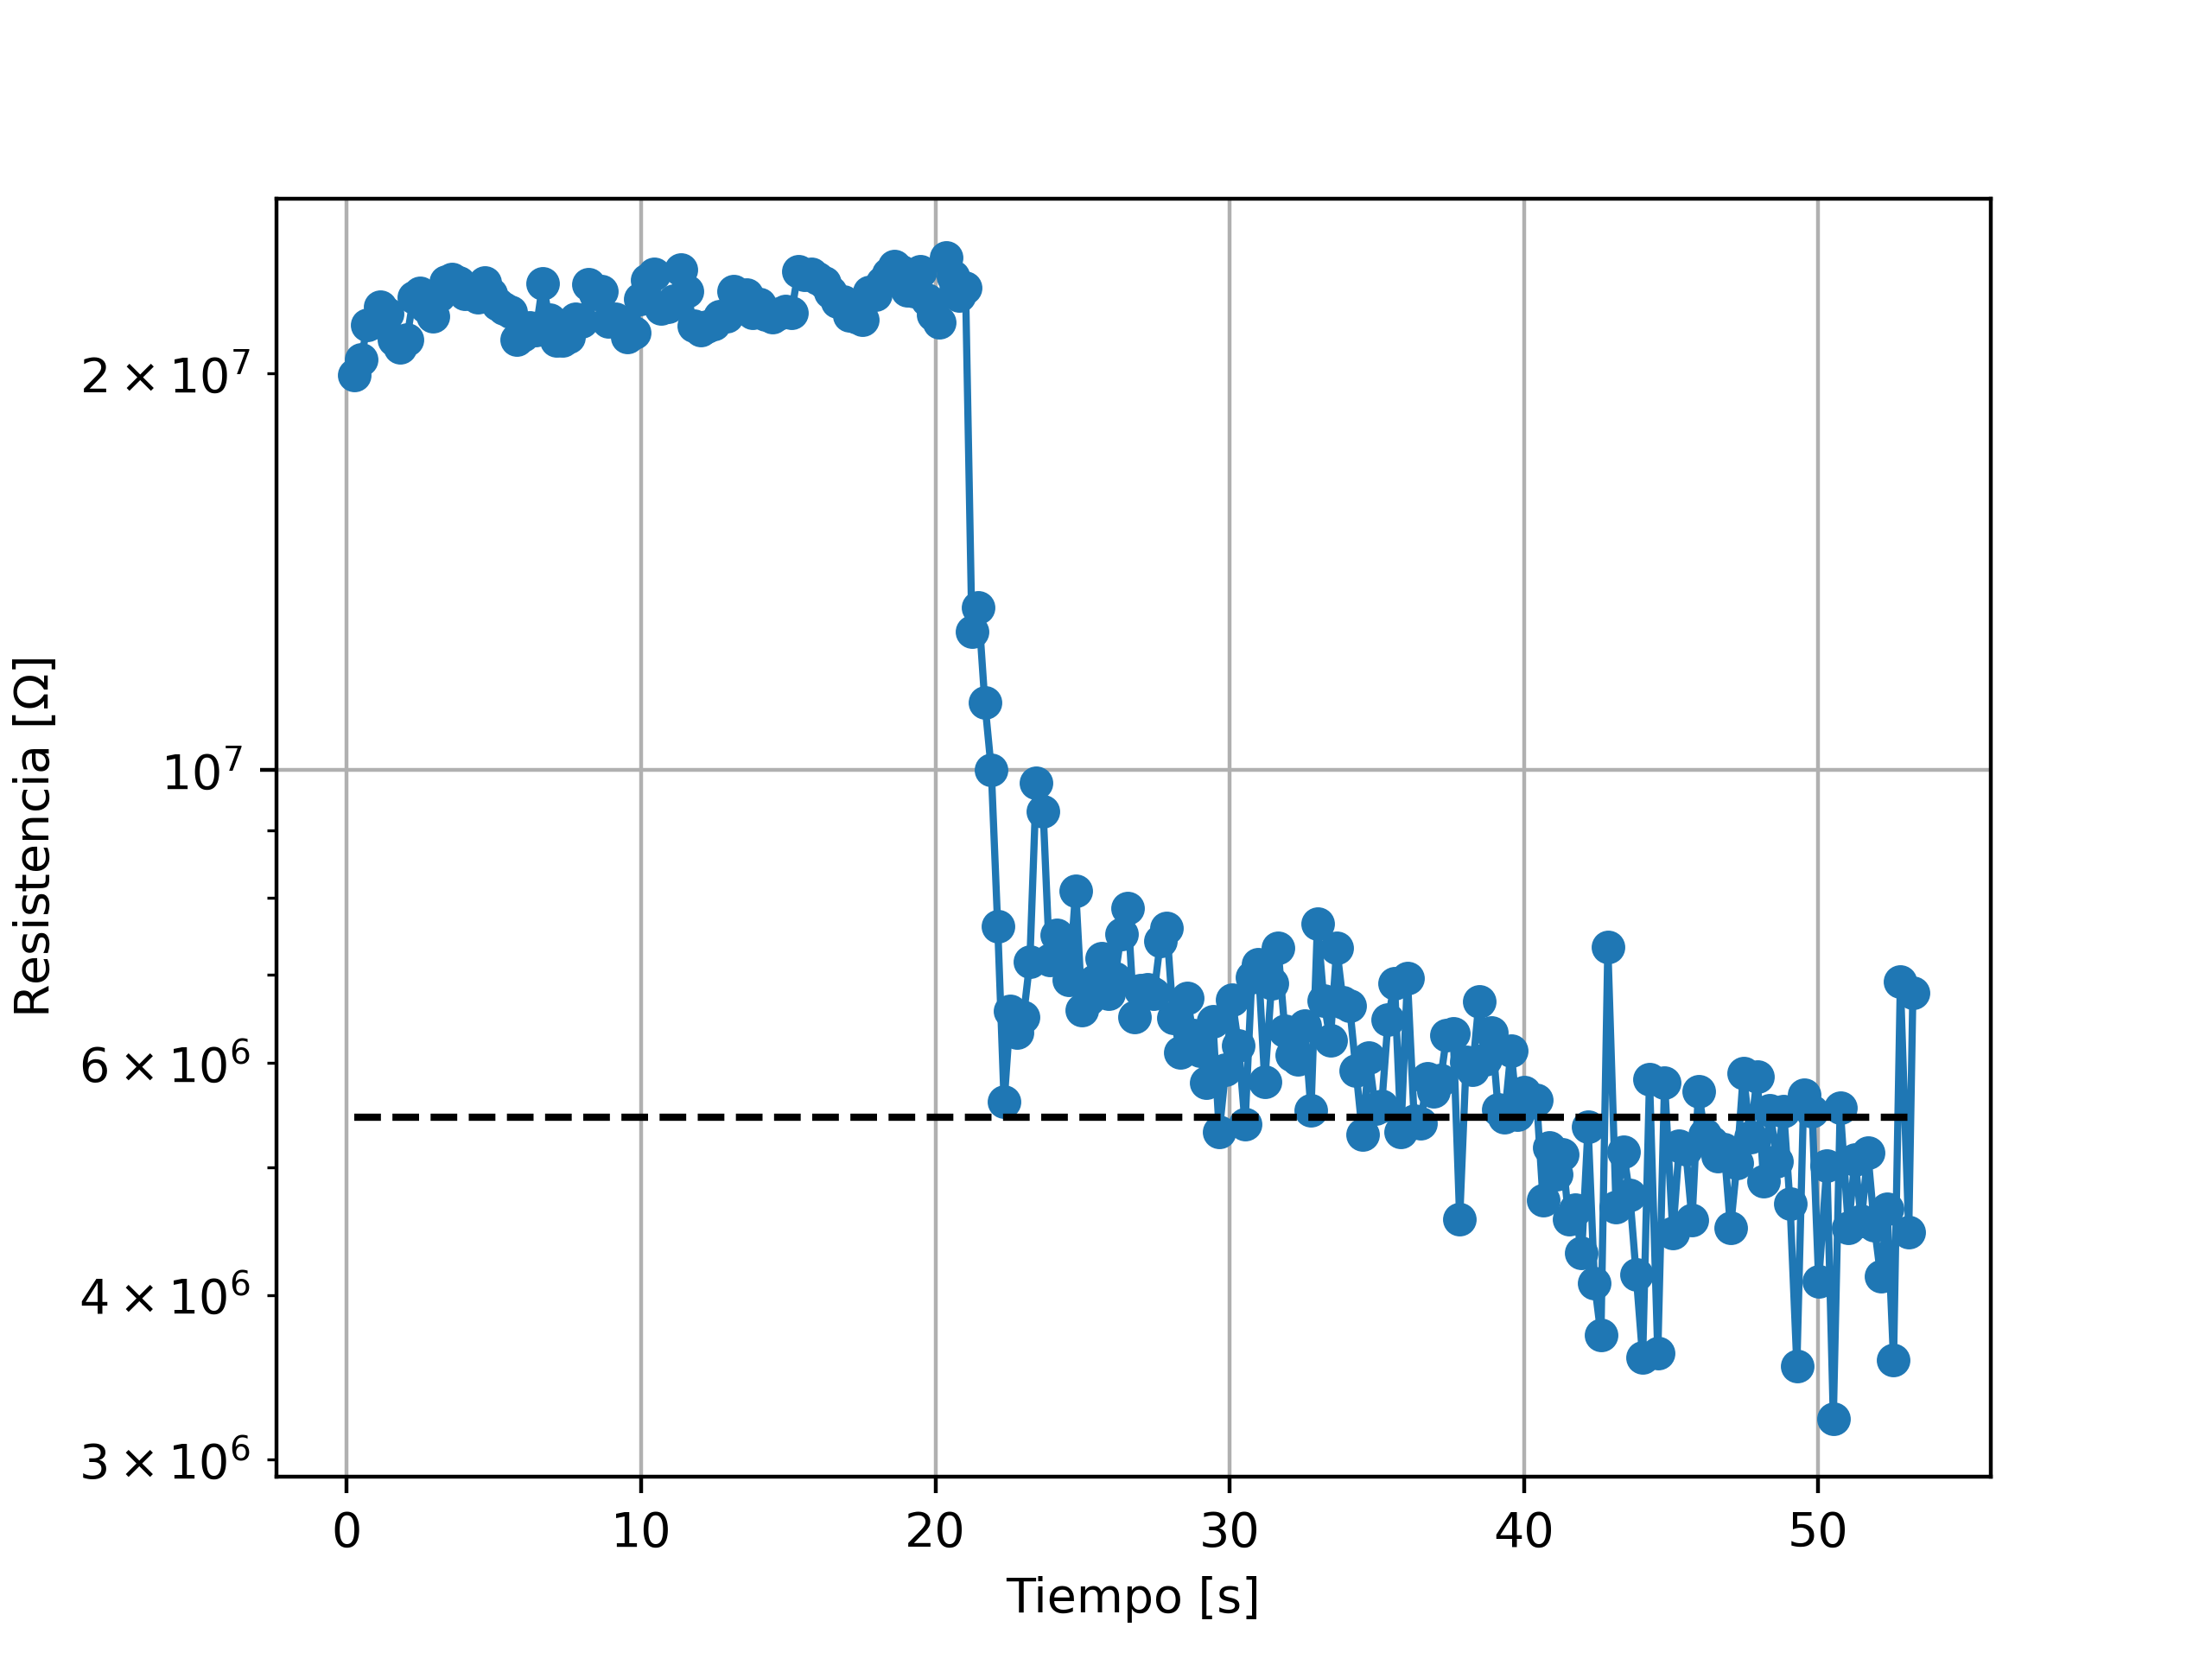 Resistencia [Ω]
2 × 10⁷
10⁷
6 × 10⁶
4 × 10⁶
3 × 10⁶
0 10 20 30 40 50
Tiempo [s]